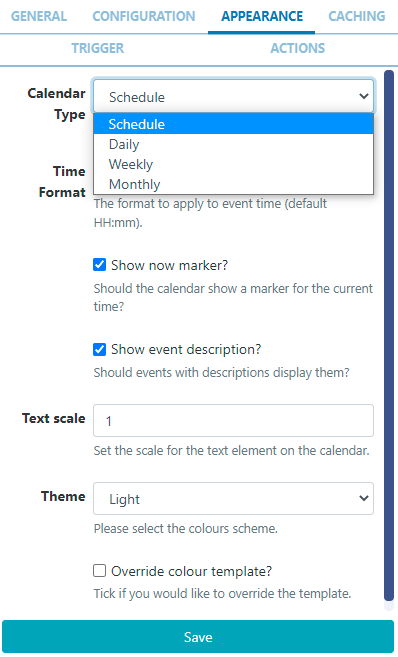 GENERAL CONFIGURATION APPEARANCE CACHING
TRIGGER ACTIONS
Calendar Type
Schedule
Schedule
Daily
Weekly
Monthly
Time Format
The format to apply to event time (default
HH:mm).
Show now marker?
Should the calendar show a marker for the current
time?
Show event description?
Should events with descriptions display them?
Text scale
1
Set the scale for the text element on the calendar.
Theme
Light
Please select the colours scheme.
Override colour template?
Tick if you would like to override the template.
Save